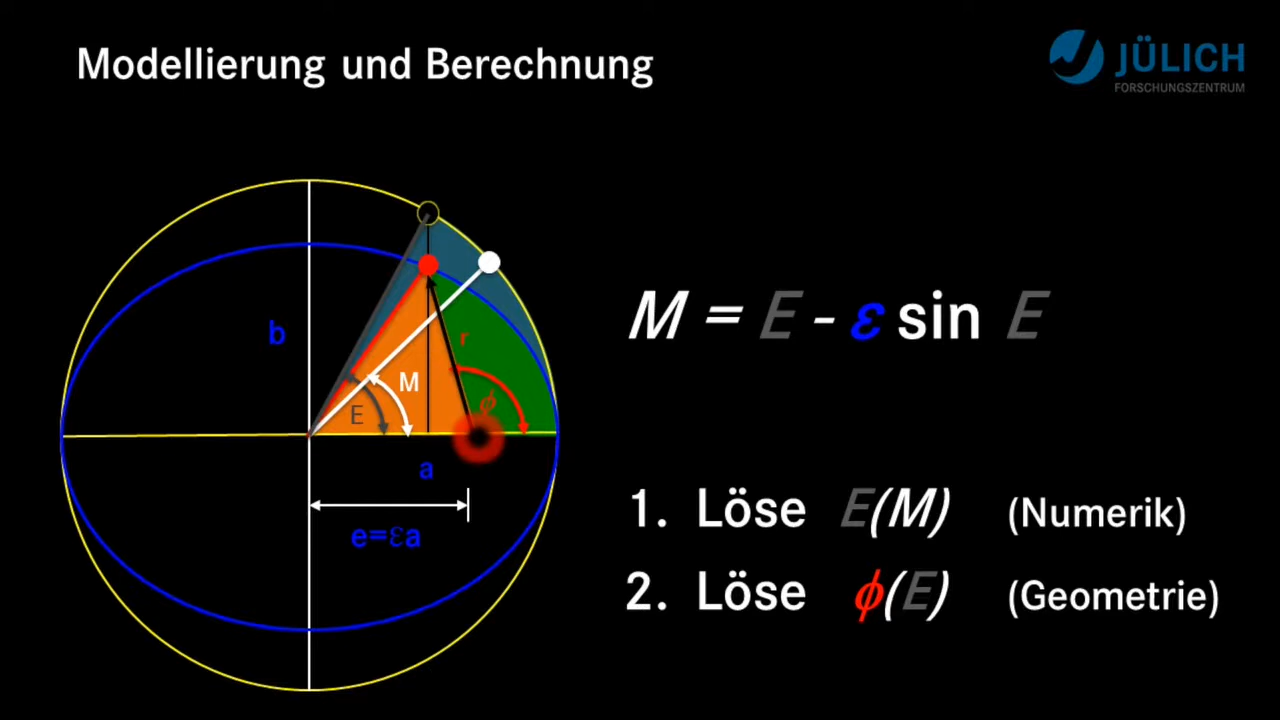 Modellierung und Berechnung
JÜLICH
FORSCHUNGSZENTRUM
b
r
M
E
ϕ
a
e=εa
M = E - ε sin E
1. Löse E(M) (Numerik)
2. Löse ϕ(E) (Geometrie)